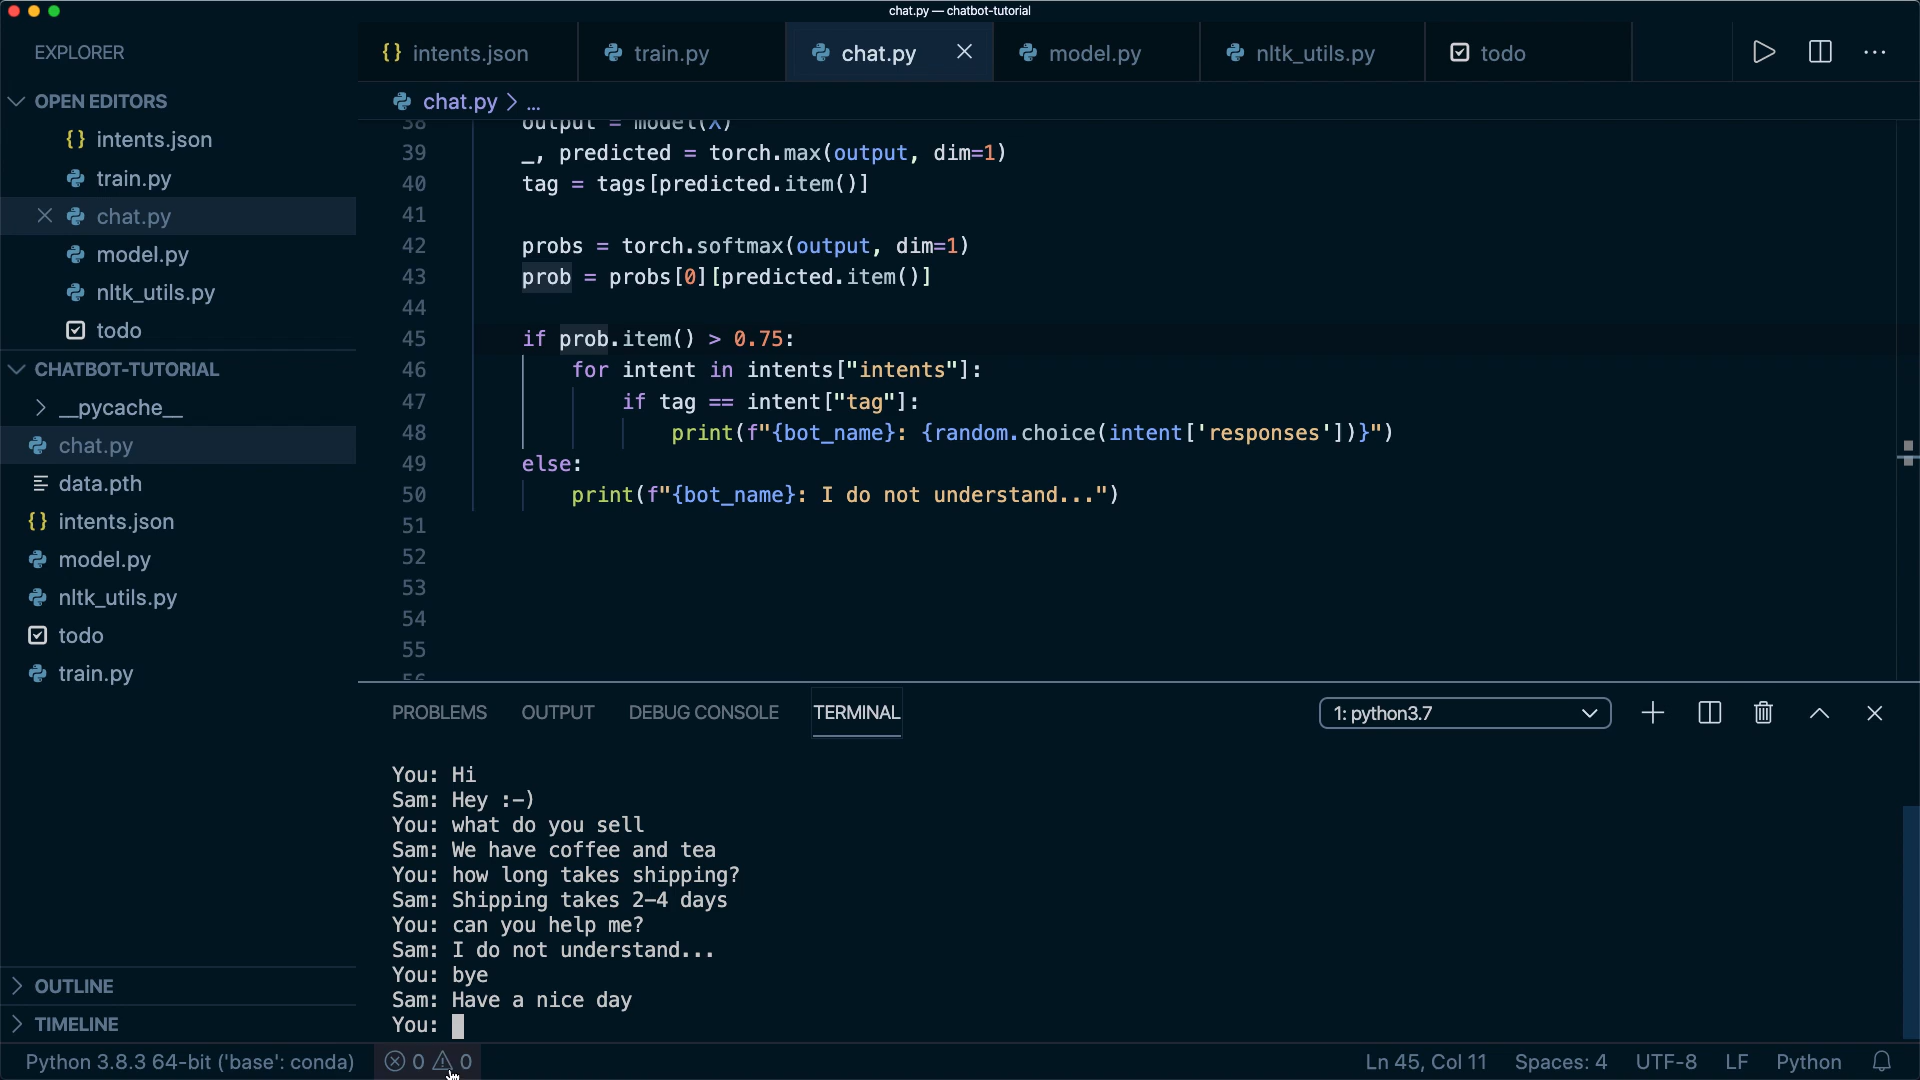 chat.py — chatbot-tutorial
EXPLORER
OPEN EDITORS
intents.json
train.py
chat.py
model.py
nltk_utils.py
todo
CHATBOT-TUTORIAL
__pycache__
chat.py
data.pth
intents.json
model.py
nltk_utils.py
todo
train.py
OUTLINE
TIMELINE
{} intents.json train.py chat.py model.py nltk_utils.py todo
chat.py > ...
38 output = model(X)
39 _, predicted = torch.max(output, dim=1)
40 tag = tags[predicted.item()]
41
42 probs = torch.softmax(output, dim=1)
43 prob = probs[0][predicted.item()]
44
45 if prob.item() > 0.75:
46 for intent in intents["intents"]:
47 if tag == intent["tag"]:
48 print(f"{bot_name}: {random.choice(intent['responses'])}")
49 else:
50 print(f"{bot_name}: I do not understand...")
51
52
53
54
55
56
PROBLEMS OUTPUT DEBUG CONSOLE TERMINAL 1: python3.7
You: Hi
Sam: Hey :-)
You: what do you sell
Sam: We have coffee and tea
You: how long takes shipping?
Sam: Shipping takes 2-4 days
You: can you help me?
Sam: I do not understand...
You: bye
Sam: Have a nice day
You:
Python 3.8.3 64-bit ('base': conda) 0 0 Ln 45, Col 11 Spaces: 4 UTF-8 LF Python